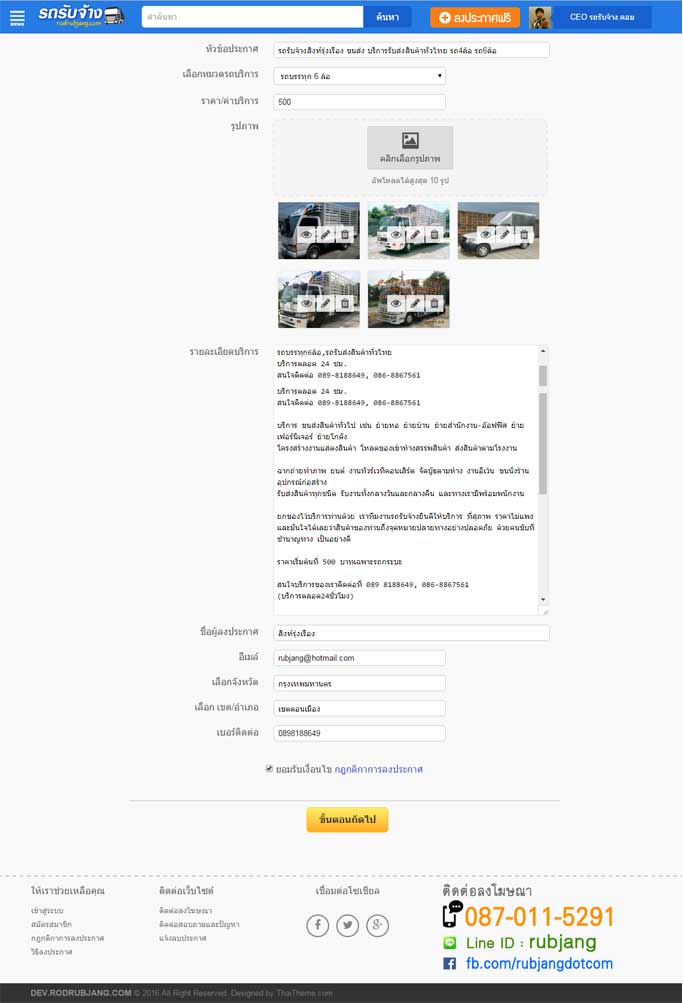 MENU
รถรับจ้าง
rodrubjang.com
คำค้นหา
ค้นหา
ลงประกาศฟรี
CEO รถรับจ้าง.คอม
หัวข้อประกาศ
รถรับจ้างสิงห์รุ่งเรือง ขนส่ง บริการรับส่งสินค้าทั่วไทย รถ4ล้อ รถ6ล้อ
เลือกหมวดรถบริการ
รถบรรทุก 6 ล้อ
ราคา/ค่าบริการ
500
รูปภาพ
คลิกเลือกรูปภาพ
อัพโหลดได้สูงสุด 10 รูป
รายละเอียดบริการ
รถบรรทุก6ล้อ,รถรับส่งสินค้าทั่วไทย
บริการตลอด 24 ชม.
สนใจติดต่อ 089-8188649, 086-8867561
บริการตลอด 24 ชม.
สนใจติดต่อ 089-8188649, 086-8867561
บริการ ขนส่งสินค้าทั่วไป เช่น ย้ายหอ ย้ายบ้าน ย้ายสำนักงาน-อ๊อฟฟิศ ย้าย
เฟอร์นิเจอร์ ย้ายโกดัง
โครงสร้างงานแสดงสินค้า โหลดของเข้าห้างสรรพสินค้า ส่งสินค้าตามโรงงาน
ฉากถ่ายทำภาพ ยนต์ งานทัวร์เวทีคอนเสิร์ต จัดบู๊ธตามห้าง งานอีเว้น ขนนั่งร้าน
อุปกรณ์ก่อสร้าง
รับส่งสินค้าทุกชนิด รับงานทั้งกลางวันและกลางคืน และทางเรามีพร้อมพนักงาน
ยกของไว้บริการท่านด้วย เราทีมงานรถรับจ้างยินดีให้บริการ ที่สุภาพ ราคาไม่แพง
และมั่นใจได้เลยว่าสินค้าของท่านถึงจุดหมายปลายทางอย่างปลอดภัย ด้วยคนขับที่
ชำนาญทาง เป็นอย่างดี
ราคาเริ่มต้นที่ 500 บาทเฉพาะรถกระบะ
สนใจบริการของเราติดต่อที่ 089 8188649, 086-8867561
(บริการตลอด24ชั่วโมง)
ชื่อผู้ลงประกาศ
สิงห์รุ่งเรือง
อีเมล์
rubjang@hotmail.com
เลือกจังหวัด
กรุงเทพมหานคร
เลือก เขต/อำเภอ
เขตดอนเมือง
เบอร์ติดต่อ
0898188649
ยอมรับเงื่อนไข กฎกติกาการลงประกาศ
ขั้นตอนถัดไป
ให้เราช่วยเหลือคุณ
เข้าสู่ระบบ
สมัครสมาชิก
กฎกติการลงประกาศ
วิธีลงประกาศ
ติดต่อเว็บไซต์
ติดต่อลงโฆษณา
ติดต่อสอบถามและปัญหา
แจ้งลบประกาศ
เชื่อมต่อโซเชียล
ติดต่อลงโฆษณา
087-011-5291
Line ID : rubjang
fb.com/rubjangdotcom
DEV.RODRUBJANG.COM © 2016 All Right Reserved. Designed by ThaiTheme.com